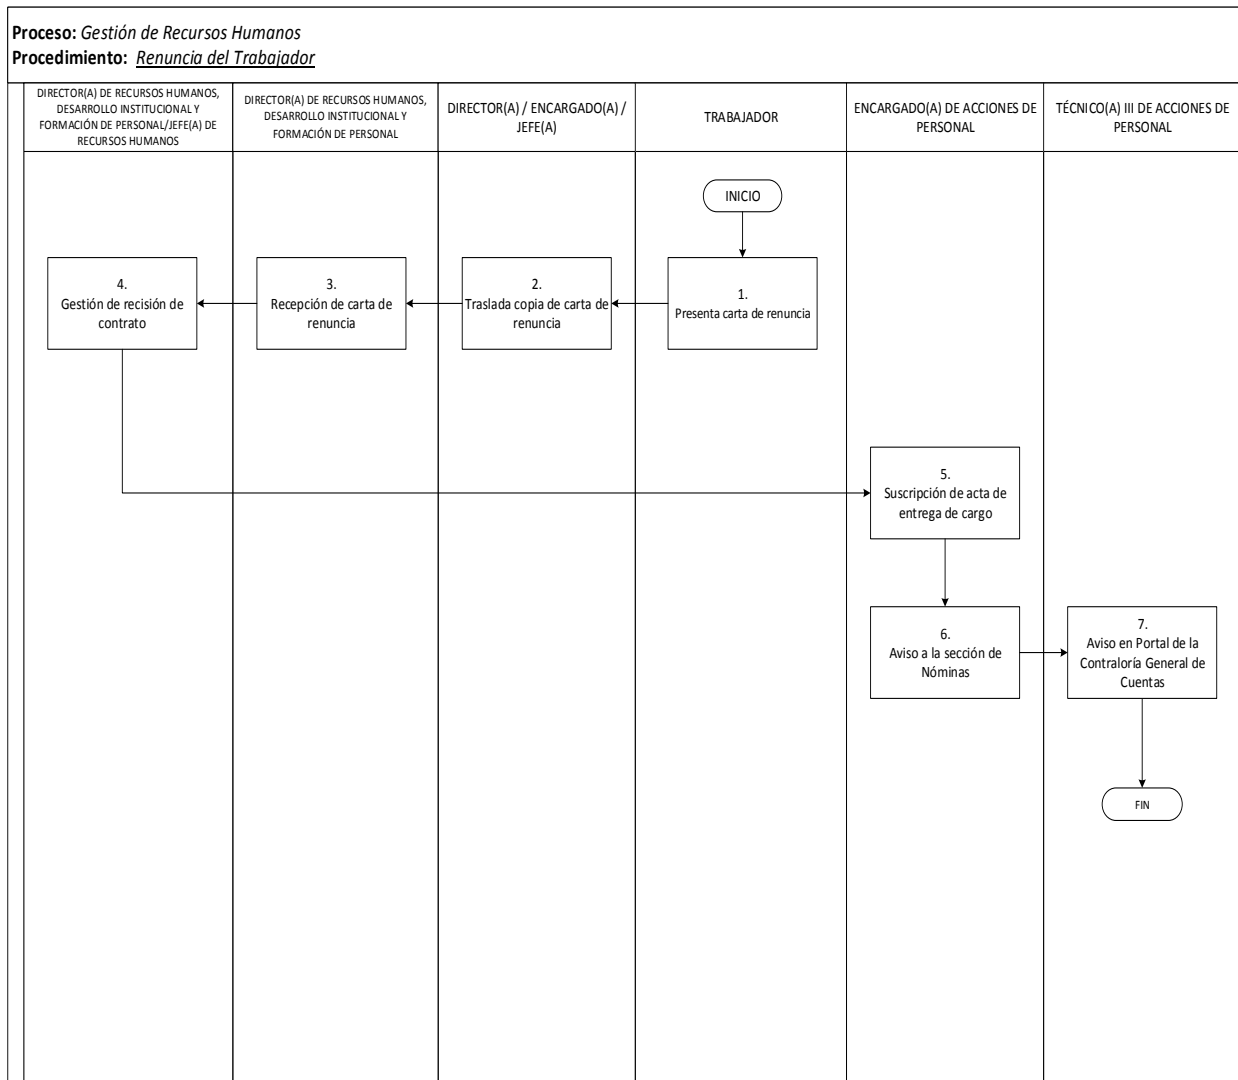 Proceso: Gestión de Recursos Humanos
Procedimiento: Renuncia del Trabajador
DIRECTOR(A) DE RECURSOS HUMANOS,
DESARROLLO INSTITUCIONAL Y
FORMACIÓN DE PERSONAL/JEFE(A) DE
RECURSOS HUMANOS
DIRECTOR(A) DE RECURSOS HUMANOS,
DESARROLLO INSTITUCIONAL Y
FORMACIÓN DE PERSONAL
DIRECTOR(A) / ENCARGADO(A) /
JEFE(A)
TRABAJADOR
ENCARGADO(A) DE ACCIONES DE
PERSONAL
TÉCNICO(A) III DE ACCIONES DE
PERSONAL
INICIO
4.
Gestión de recisión de
contrato
3.
Recepción de carta de
renuncia
2.
Traslada copia de carta de
renuncia
1.
Presenta carta de renuncia
5.
Suscripción de acta de
entrega de cargo
6.
Aviso a la sección de
Nóminas
7.
Aviso en Portal de la
Contraloría General de
Cuentas
FIN